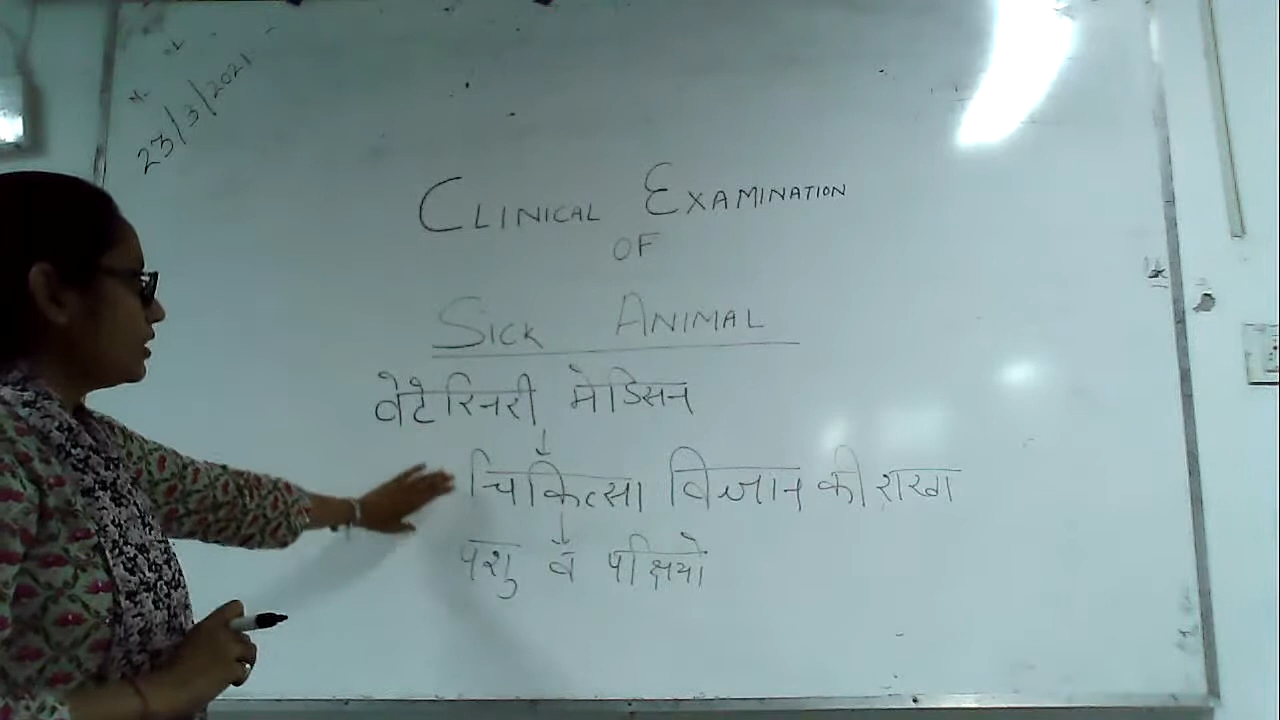 23/3/2021
CLINICAL EXAMINATION
OF
SICK ANIMAL
वेटेरिनरी मेडिसन
↓
चिकित्सा विज्ञान की शाखा
↓
पशु व पक्षियो